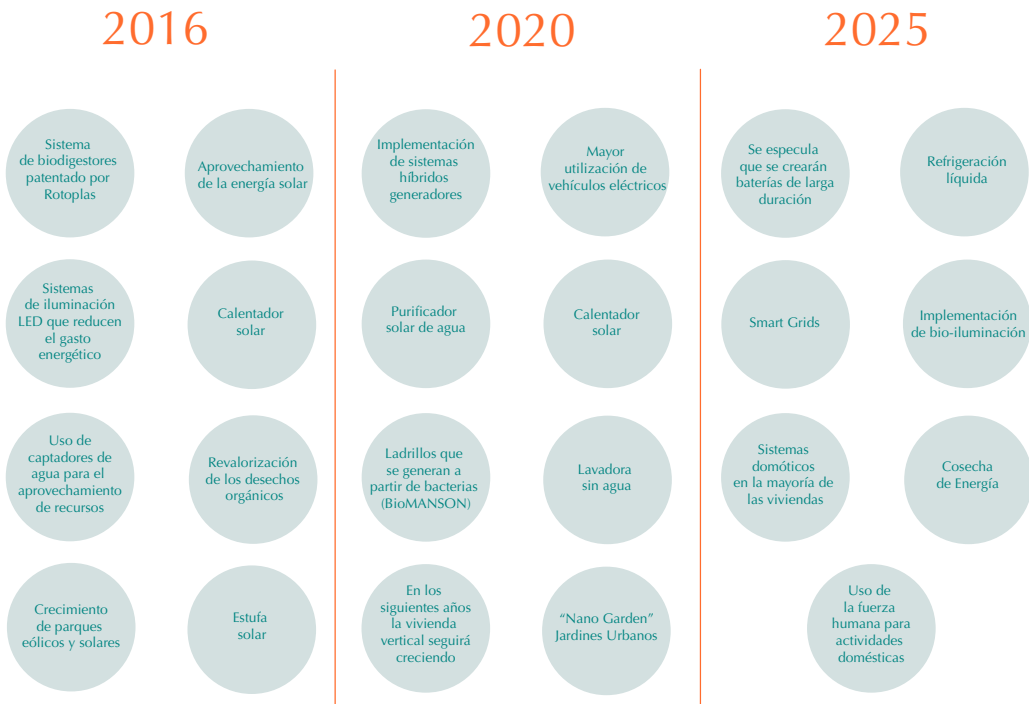 2016
Sistema
de biodigestores
patentado por
Rotoplas
Aprovechamiento
de la energía solar
Sistemas
de iluminación
LED que reducen
el gasto
energético
Calentador
solar
Uso de
captadores de
agua para el
aprovechamiento
de recursos
Revalorización
de los desechos
orgánicos
Crecimiento
de parques
eólicos y solares
Estufa
solar
2020
Implementación
de sistemas
híbridos
generadores
Mayor
utilización de
vehículos eléctricos
Purificador
solar de agua
Calentador
solar
Ladrillos que
se generan a
partir de bacterias
(BioMANSON)
Lavadora
sin agua
En los
siguientes años
la vivienda
vertical seguirá
creciendo
“Nano Garden”
Jardines Urbanos
2025
Se especula
que se crearán
baterías de larga
duración
Refrigeración
líquida
Smart Grids
Implementación
de bio-iluminación
Sistemas
domóticos
en la mayoría de
las viviendas
Cosecha
de Energía
Uso de
la fuerza
humana para
actividades
domésticas